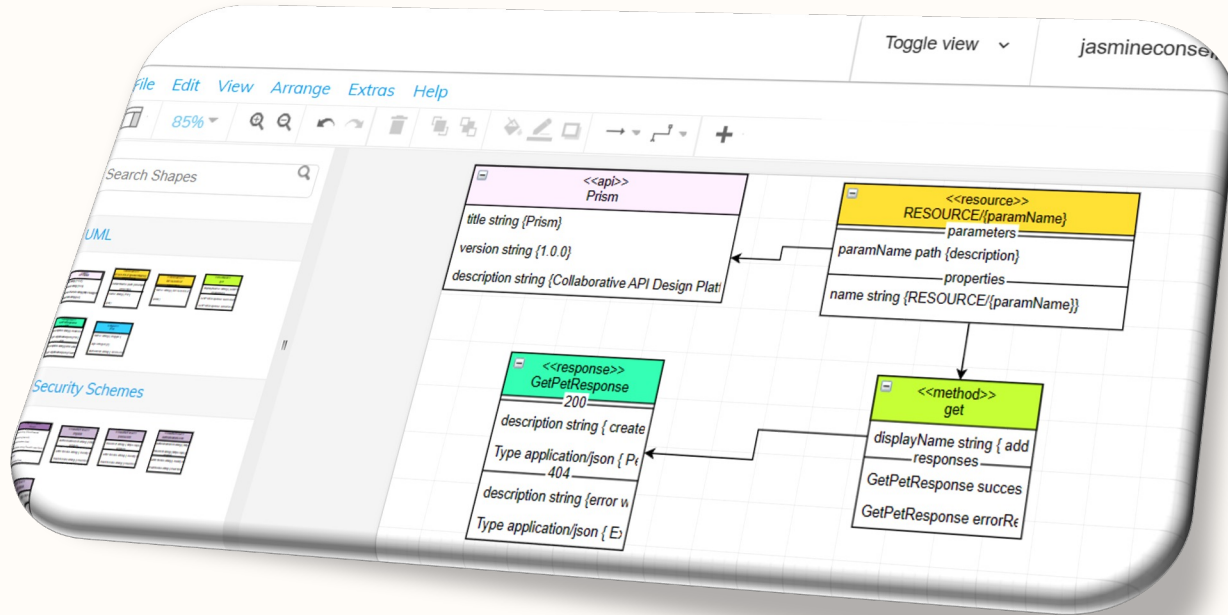 Toggle view
jasmineconsei
File Edit View Arrange Extras Help
85%
Search Shapes
UML
Security Schemes
<<api>>
Prism
title string {Prism}
version string {1.0.0}
description string {Collaborative API Design Platf
<<resource>>
RESOURCE/{paramName}
parameters
paramName path {description}
properties
name string {RESOURCE/{paramName}}
<<response>>
GetPetResponse
200
description string { create
Type application/json { Pe
404
description string {error w
Type application/json { Ex
<<method>>
get
displayName string { add
responses
GetPetResponse succes
GetPetResponse errorRe